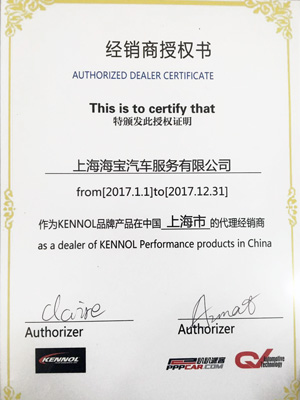 经销商授权书
AUTHORIZED DEALER CERTIFICATE
This is to certify that
特颁发此授权证明
上海海宝汽车服务有限公司
from[2017.1.1]to[2017.12.31]
作为KENNOL品牌产品在中国 上海市 的代理经销商
as a dealer of KENNOL Performance products in China
Claire
Authorizer
Authorizer
KENNOL
PPPCAR.COM
QV
Automotive
Technology